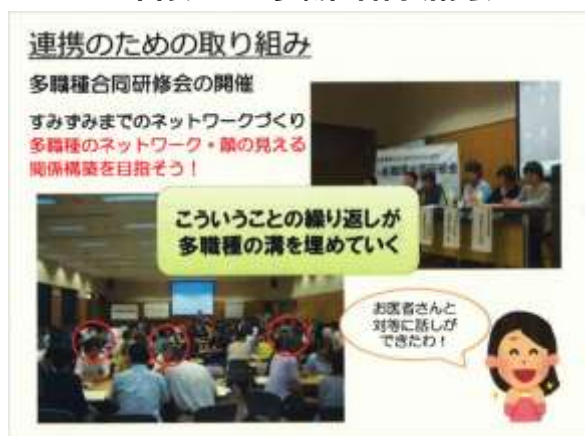 連携のための取り組み
多職種合同研修会の開催
すみずみまでのネットワークづくり
多職種のネットワーク・顔の見える
関係構築を目指そう！
こういうことの繰り返しが
多職種の溝を埋めていく
お医者さんと
対等に話しが
できたわ！